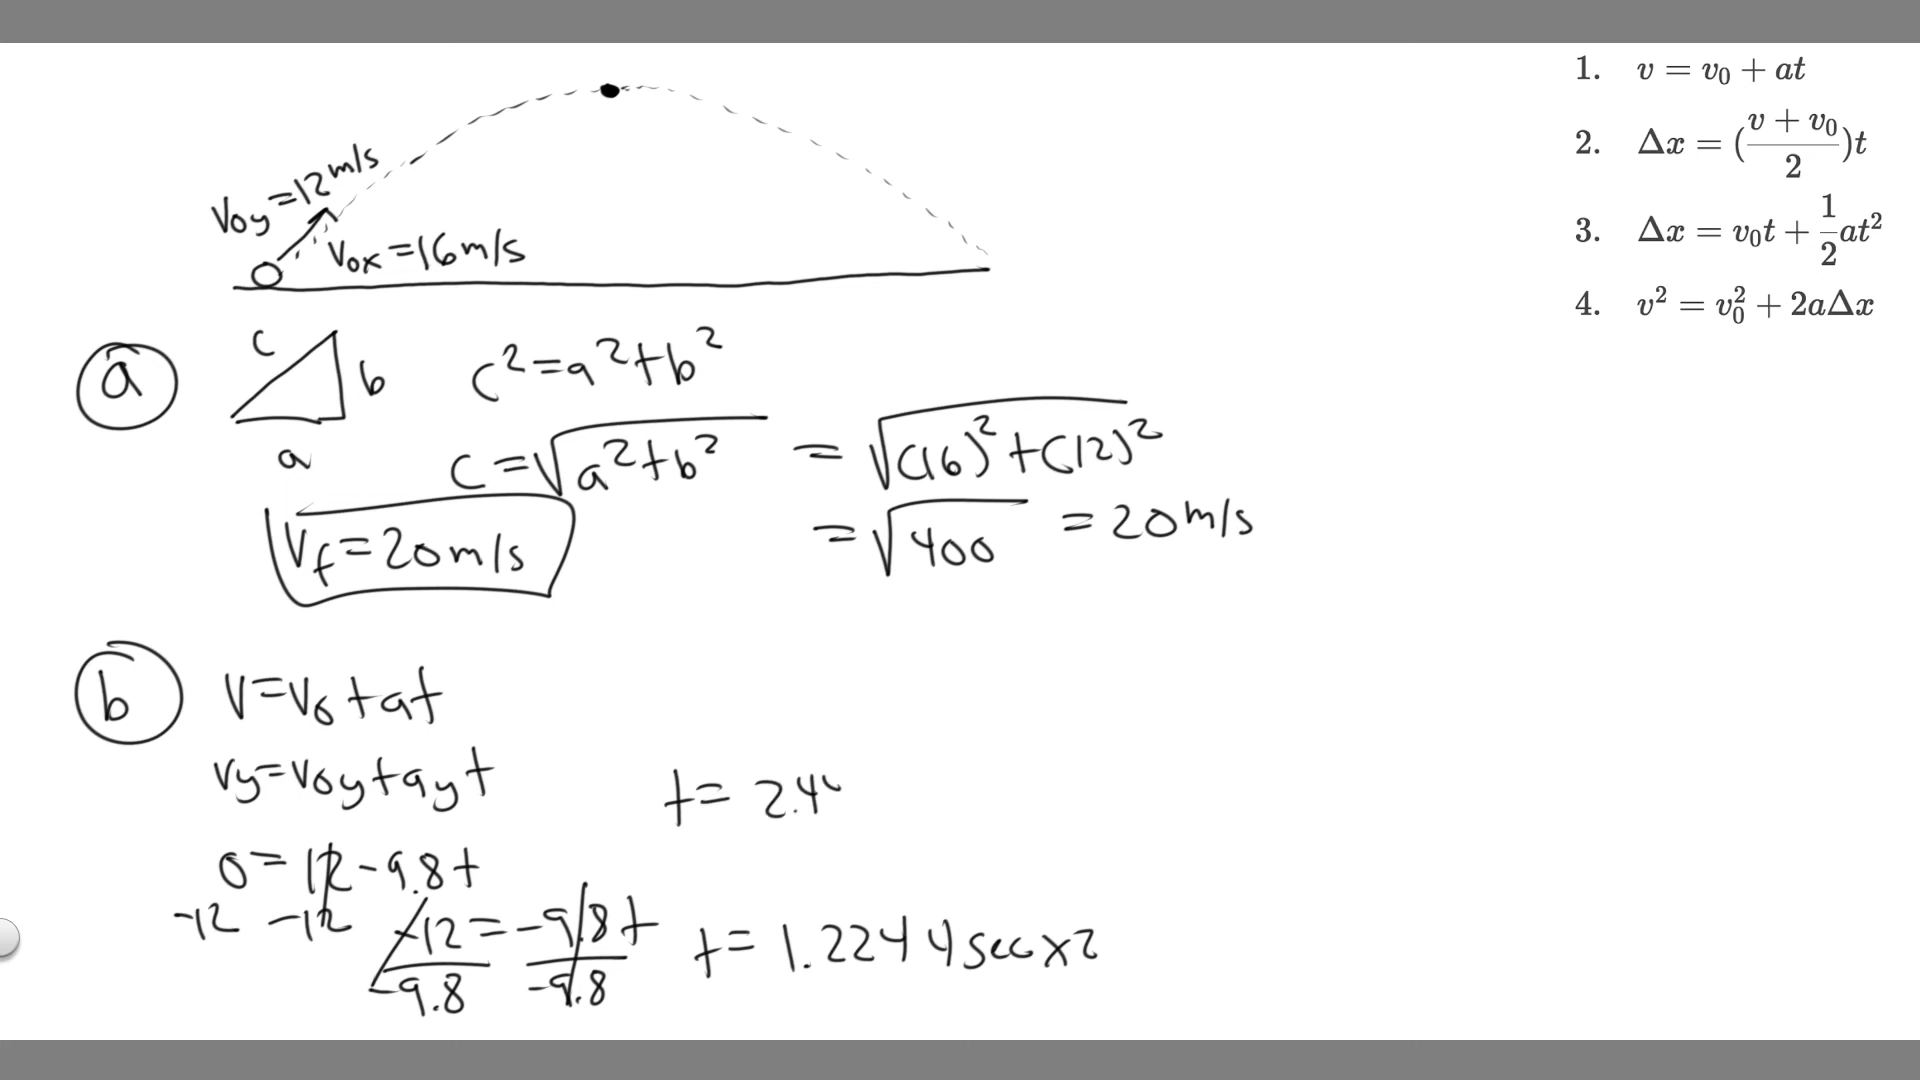 1. v = v₀ + at
2. Δx = ((v + v₀)/2)t
3. Δx = v₀t + 1/2 at²
4. v² = v₀² + 2aΔx
Voy = 12 m/s
Vox = 16 m/s
a
c
b
a
c² = a² + b²
c = √(a² + b²) = √((16)² + (12)²)
= √400 = 20 m/s
Vf = 20 m/s
b
V = V₀ + at
Vy = Voy + ayt
t = 2.4
0 = 12 - 9.8t
-12 -12
-12/-9.8 = -9.8t/-9.8
t = 1.2244 sec x2